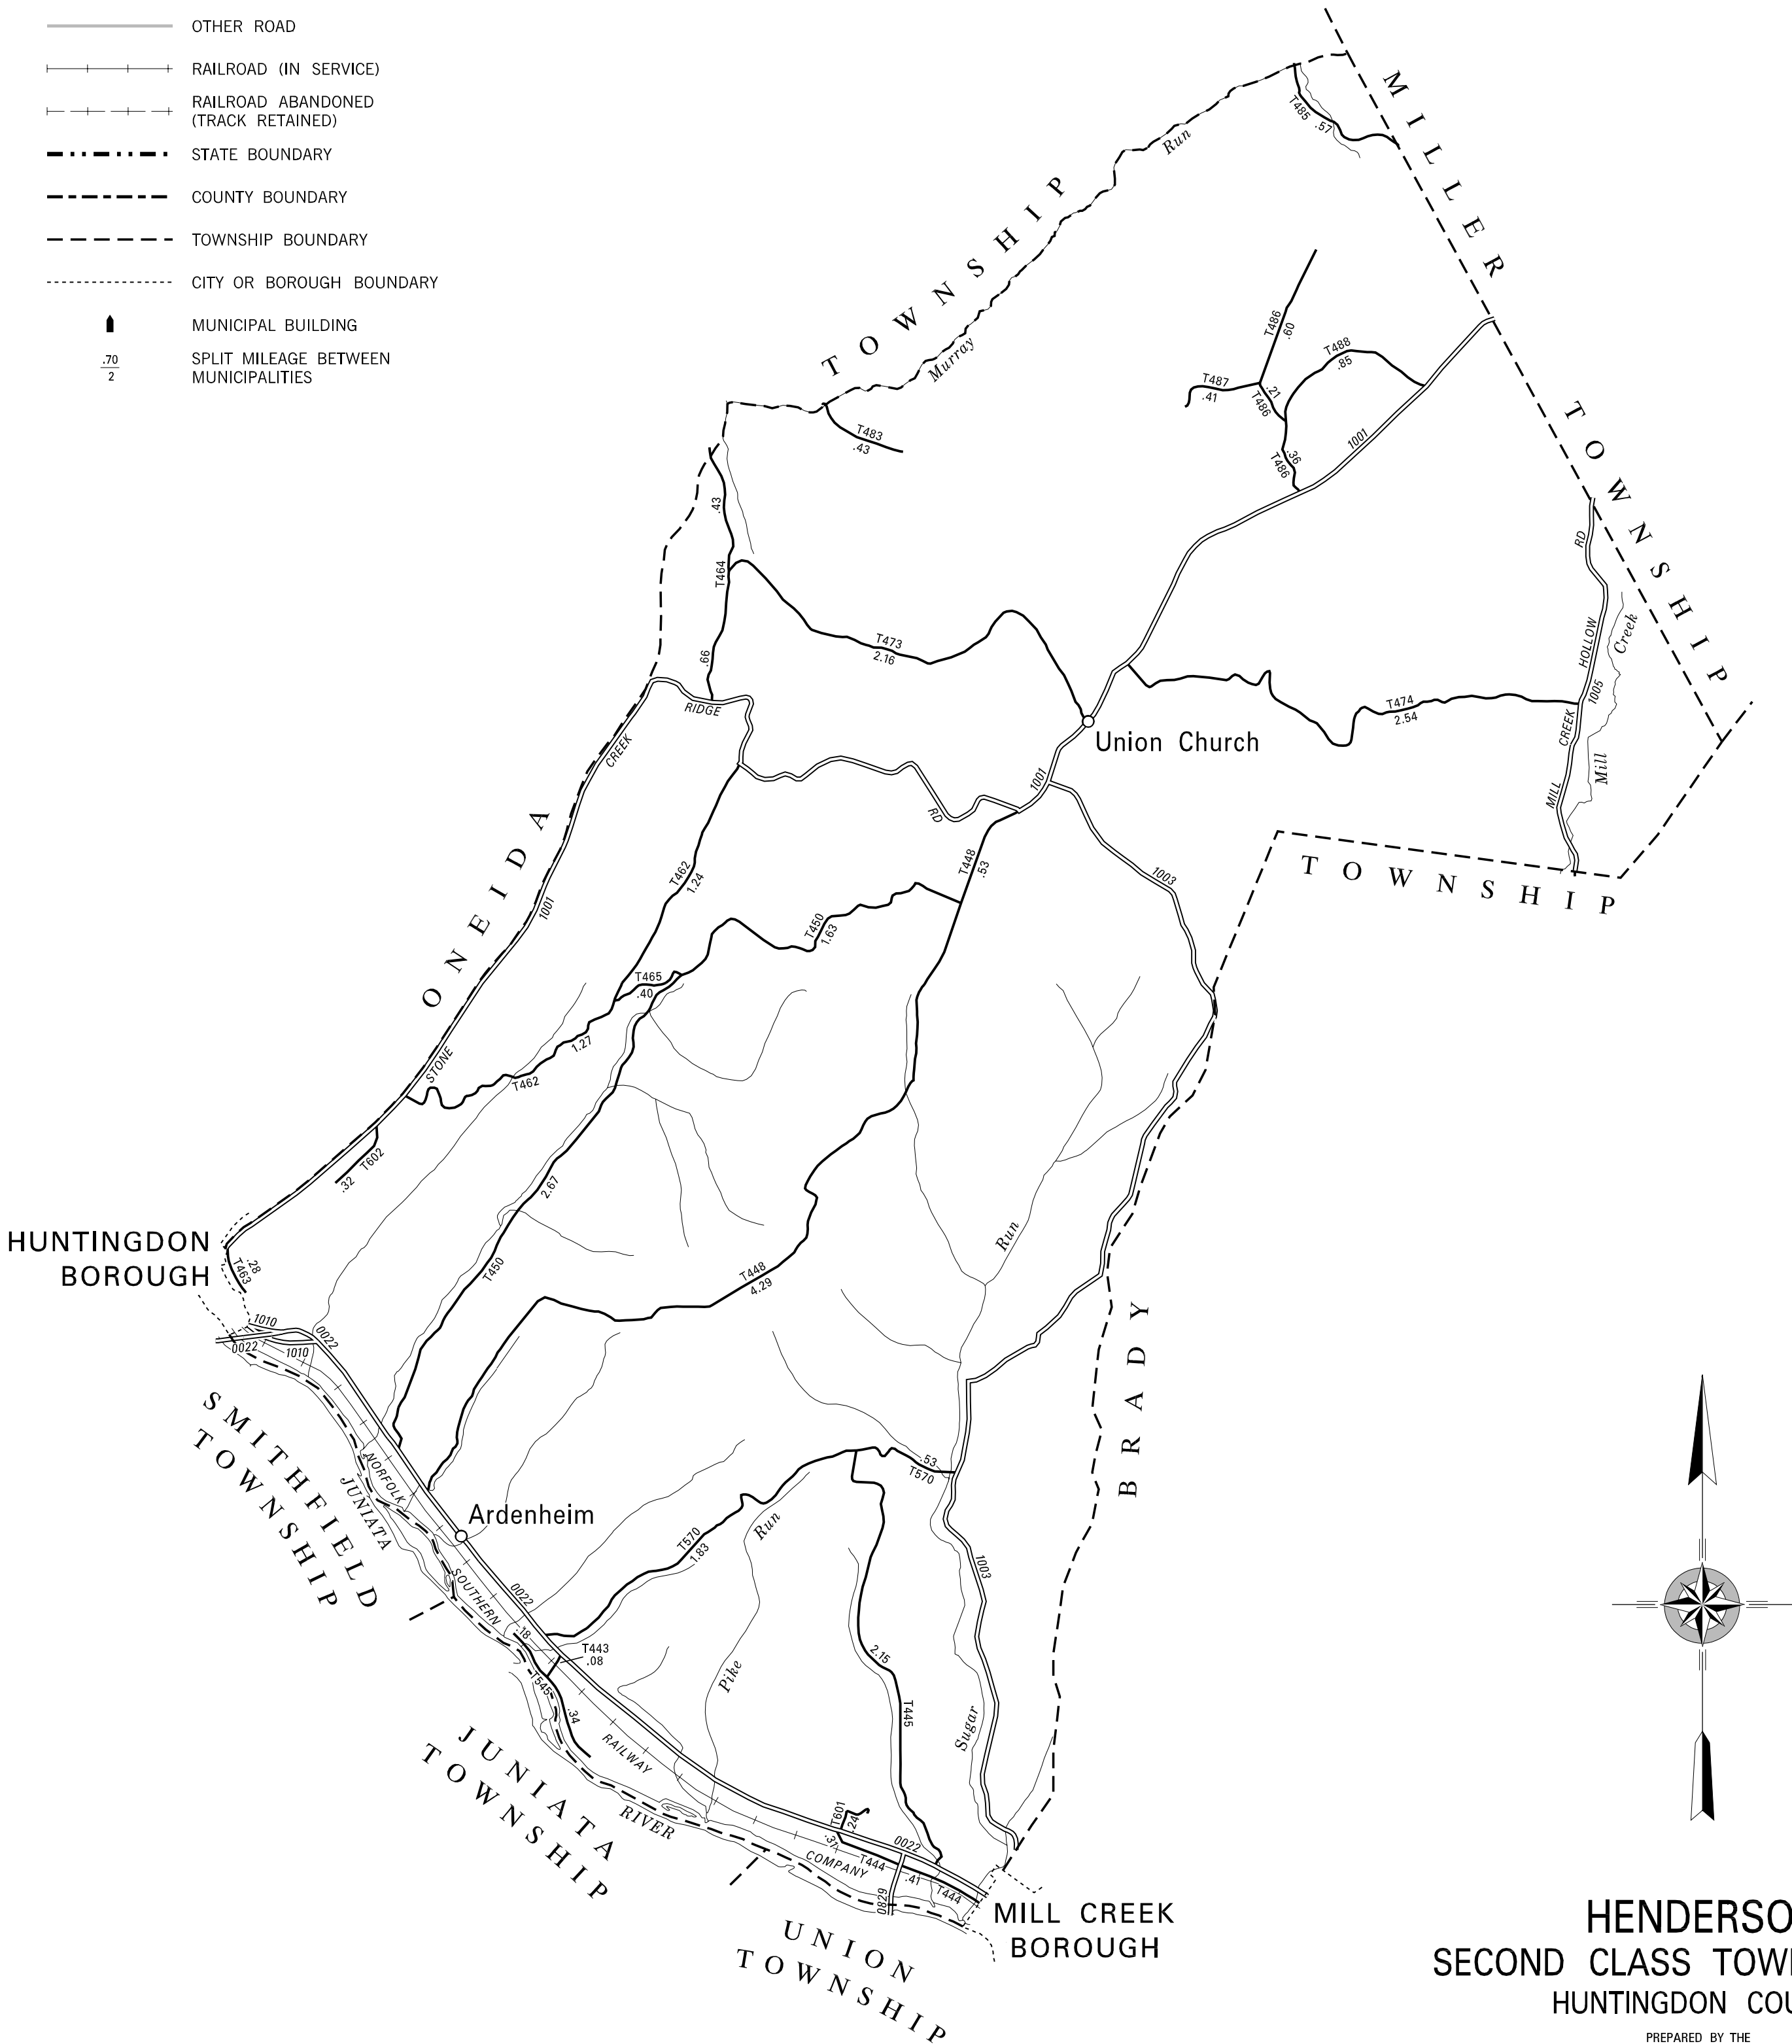 OTHER ROAD
RAILROAD (IN SERVICE)
RAILROAD ABANDONED
(TRACK RETAINED)
STATE BOUNDARY
COUNTY BOUNDARY
TOWNSHIP BOUNDARY
CITY OR BOROUGH BOUNDARY
MUNICIPAL BUILDING
.70
2
SPLIT MILEAGE BETWEEN
MUNICIPALITIES
MILLER TOWNSHIP
T485 .57
Run
Murray
ONEIDA TOWNSHIP
T486
.60
T488
.85
T487
.41
.21
T486
.36
T486
1001
T483
.43
.43
T464
.66
T473
2.16
RD
HOLLOW
1005
CREEK
MILL
Creek
Mill
T474
2.54
Union Church
RIDGE
CREEK
RD
1001
T448
.53
1003
BRADY TOWNSHIP
T462
1.24
1001
T450
1.63
T465
.40
1.27
T462
STONE
T602
.32
2.67
T450
HUNTINGDON
BOROUGH
.28
T463
T448
4.29
Run
1010
0022
0022
1010
SMITHFIELD
TOWNSHIP
JUNIATA
NORFOLK
Ardenheim
.53
T570
T570
1.83
Run
1003
SOUTHERN
0022
.18
T443
.08
T545
.34
Pike
2.15
T445
Sugar
RAILWAY
JUNIATA
TOWNSHIP
RIVER
T601
.24
.37
T444
0022
COMPANY
.41
T444
0829
MILL CREEK
BOROUGH
UNION
TOWNSHIP
HENDERSO
SECOND CLASS TOW
HUNTINGDON COU
PREPARED BY THE